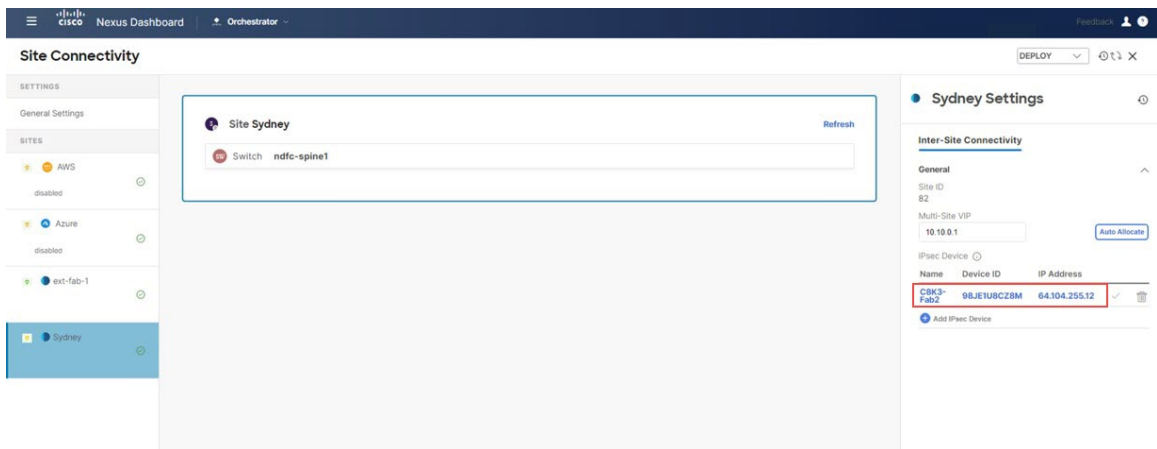 cisco Nexus Dashboard Orchestrator Feedback
Site Connectivity DEPLOY
SETTINGS
General Settings
SITES
AWS
disabled
Azure
disabled
ext-fab-1
Sydney
S Site Sydney Refresh
SW Switch ndfc-spine1
Sydney Settings
Inter-Site Connectivity
General
Site ID
82
Multi-Site VIP
10.10.0.1 Auto Allocate
IPsec Device
Name Device ID IP Address
C8K3-
Fab2 98JE1U8CZ8M 64.104.255.12
Add IPsec Device